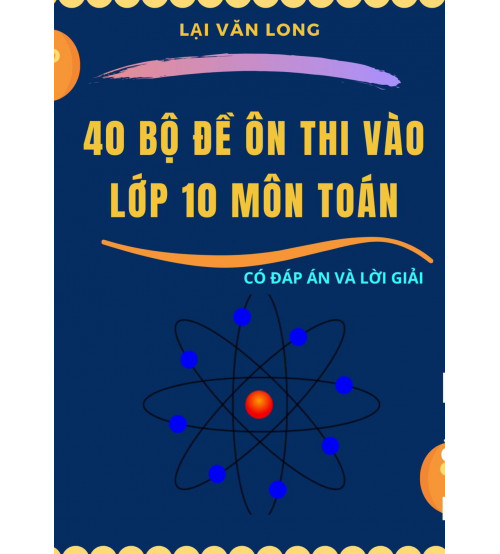 LẠI VĂN LONG
40 BỘ ĐỀ ÔN THI VÀO
LỚP 10 MÔN TOÁN
CÓ ĐÁP ÁN VÀ LỜI GIẢI